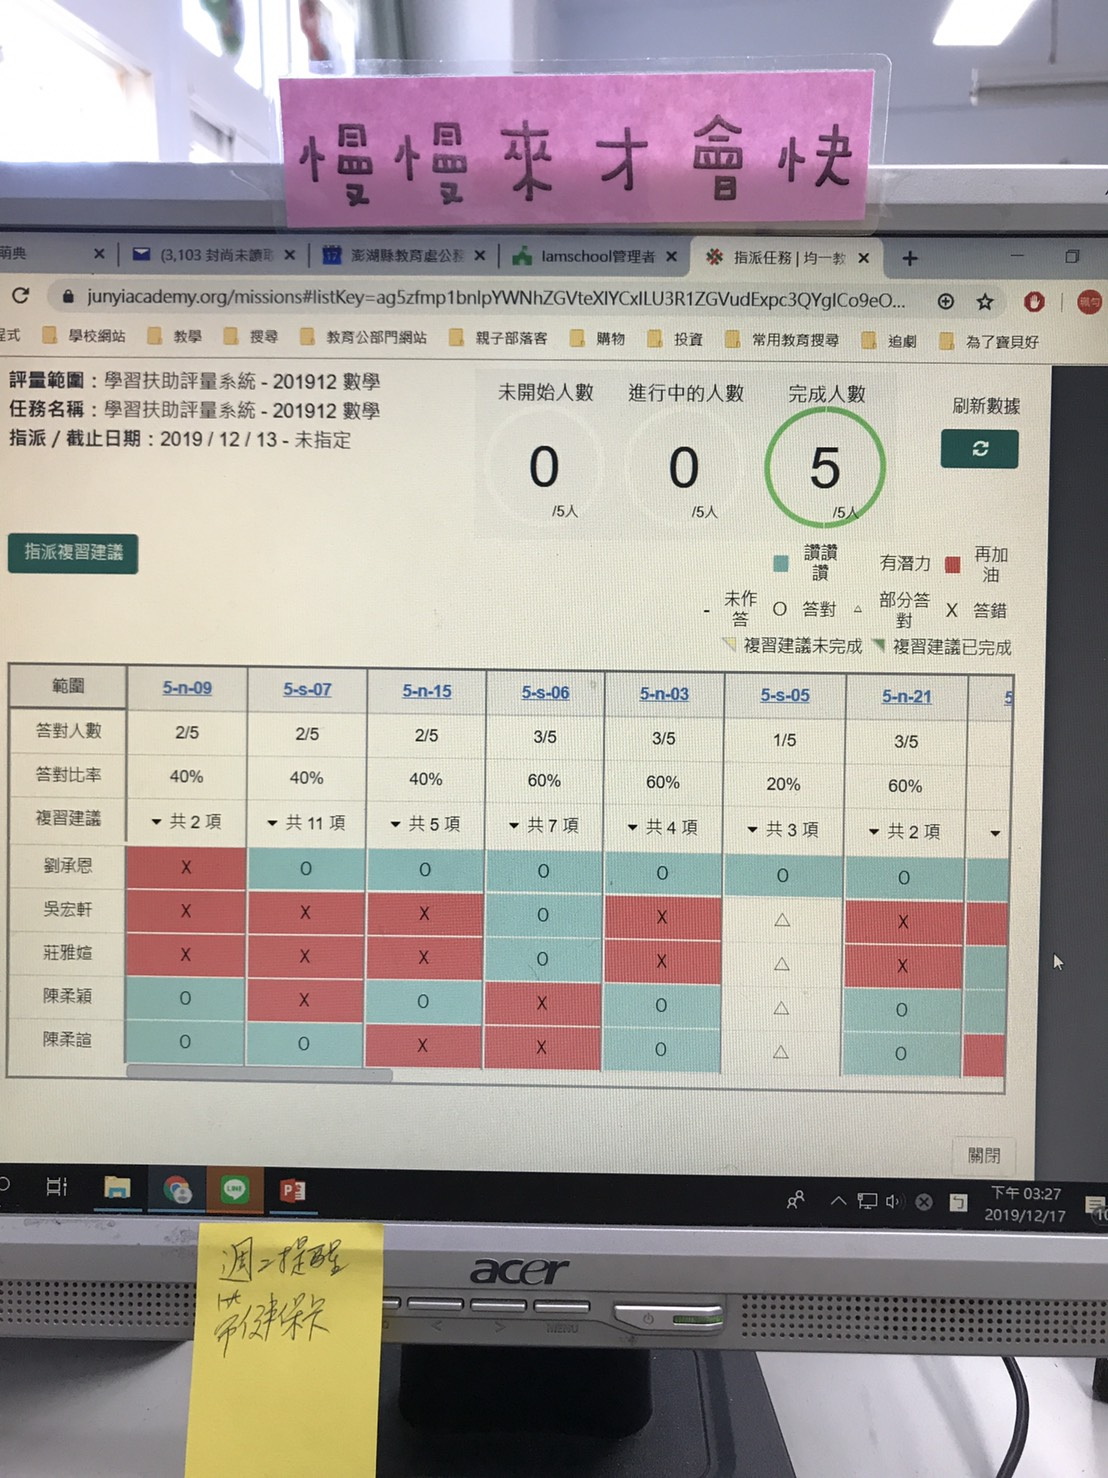 慢慢來才會快
萌典
(3,103 封尚未讀取
澎湖縣教育處公務
Iamschool管理者
指派任務 | 均一教
junyiacademy.org/missions#listKey=ag5zfmp1bnlpYWNhZGVteXIYCxILU3R1ZGVudExpc3QYgICo9eO...
程式 學校網站 教學 搜尋 教育公部門網站 親子部落客 購物 投資 常用教育搜尋 追劇 為了寶貝好
評量範圍：學習扶助評量系統 - 201912 數學
任務名稱：學習扶助評量系統 - 201912 數學
指派 / 截止日期：2019 / 12 / 13 - 未指定
未開始人數 進行中的人數 完成人數
0 /5人 0 /5人 5 /5人
刷新數據
指派複習建議
讚讚讚 有潛力 再加油
- 未作答 O 答對 △ 部分答對 X 答錯
複習建議未完成 複習建議已完成
範圍 5-n-09 5-s-07 5-n-15 5-s-06 5-n-03 5-s-05 5-n-21 5
答對人數 2/5 2/5 2/5 3/5 3/5 1/5 3/5
答對比率 40% 40% 40% 60% 60% 20% 60%
複習建議 共 2 項 共 11 項 共 5 項 共 7 項 共 4 項 共 3 項 共 2 項
劉承恩 X O O O O O O
吳宏軒 X X X O X △ X
莊雅媗 X X X O X △ X
陳柔穎 O X O X O △ O
陳柔諠 O O X X O △ O
關閉
LINE
下午 03:27
2019/12/17
acer
MENU
週二提醒
帶健保卡